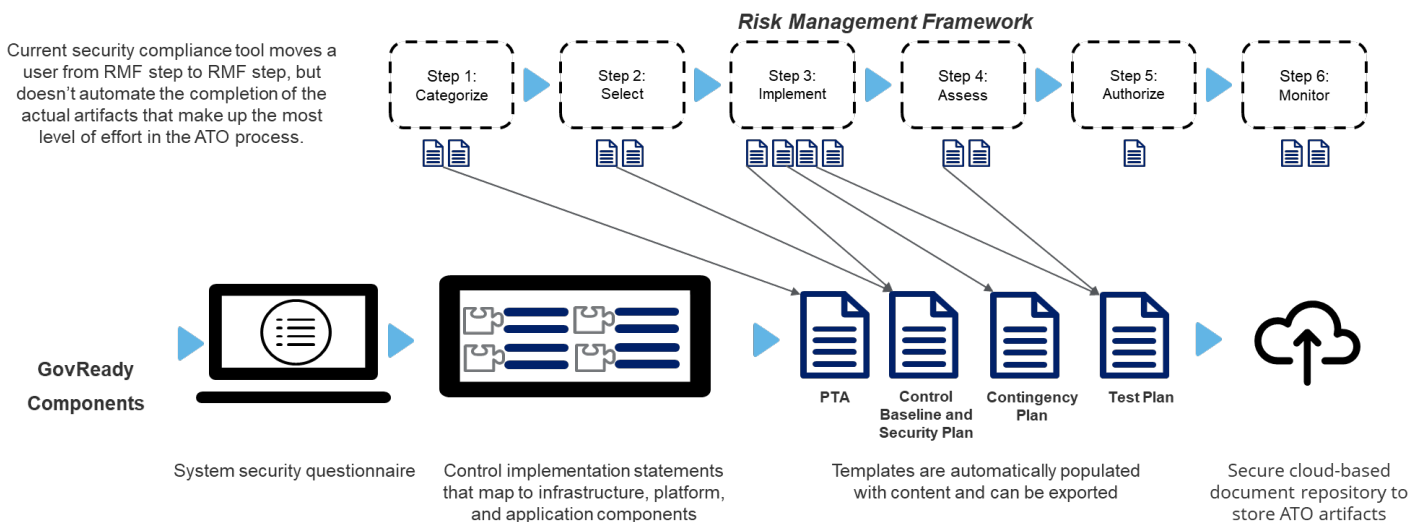 Risk Management Framework
Current security compliance tool moves a
user from RMF step to RMF step, but
doesn't automate the completion of the
actual artifacts that make up the most
level of effort in the ATO process.
Step 1:
Categorize
Step 2:
Select
Step 3:
Implement
Step 4:
Assess
Step 5:
Authorize
Step 6:
Monitor
GovReady
Components
PTA
Control
Baseline and
Security Plan
Contingency
Plan
Test Plan
System security questionnaire
Control implementation statements
that map to infrastructure, platform,
and application components
Templates are automatically populated
with content and can be exported
Secure cloud-based
document repository to
store ATO artifacts